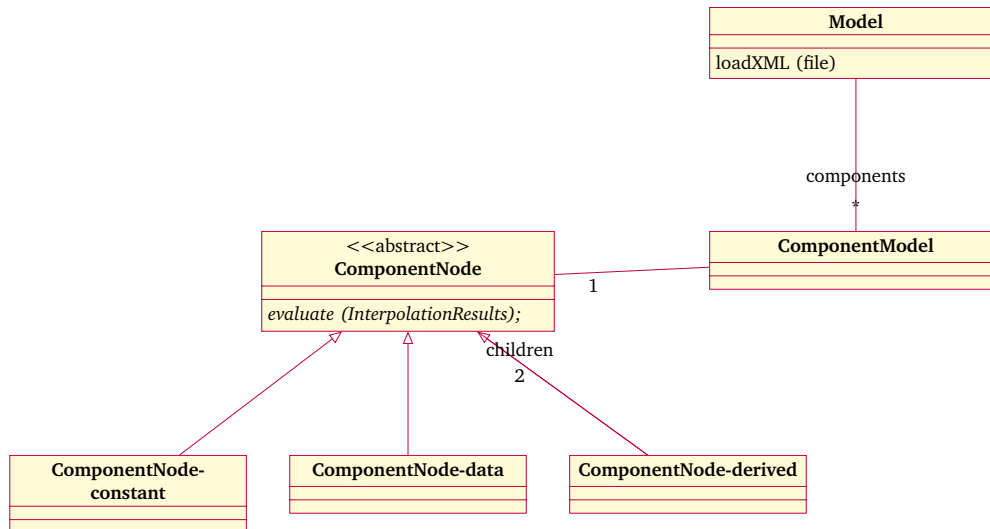 Model
loadXML (file)
components
*
<<abstract>>
ComponentNode
evaluate (InterpolationResults);
1
ComponentModel
children
2
ComponentNode-
constant
ComponentNode-data
ComponentNode-derived